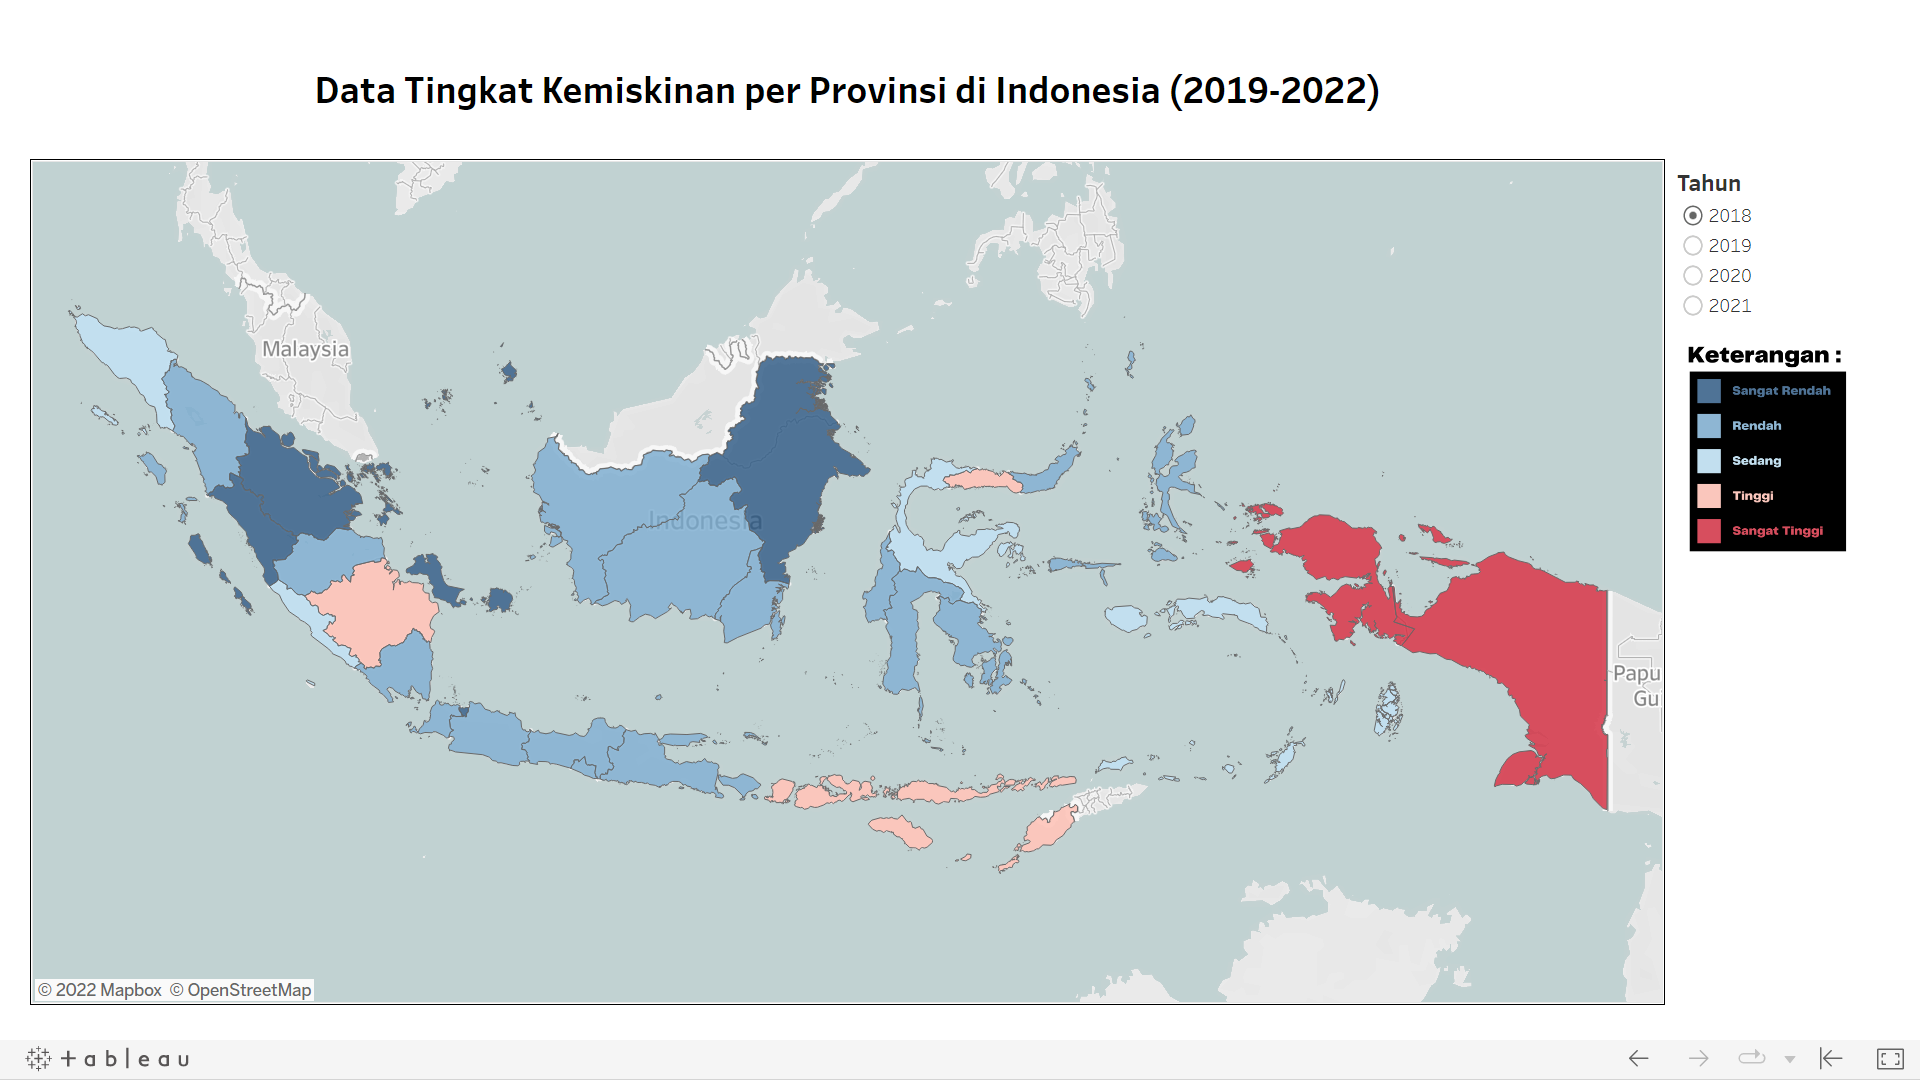 Data Tingkat Kemiskinan per Provinsi di Indonesia (2019-2022)
Tahun
2018
2019
2020
2021
Keterangan :
Sangat Rendah
Rendah
Sedang
Tinggi
Sangat Tinggi
Malaysia
Indonesia
Papu
Gu
© 2022 Mapbox © OpenStreetMap
+ableau